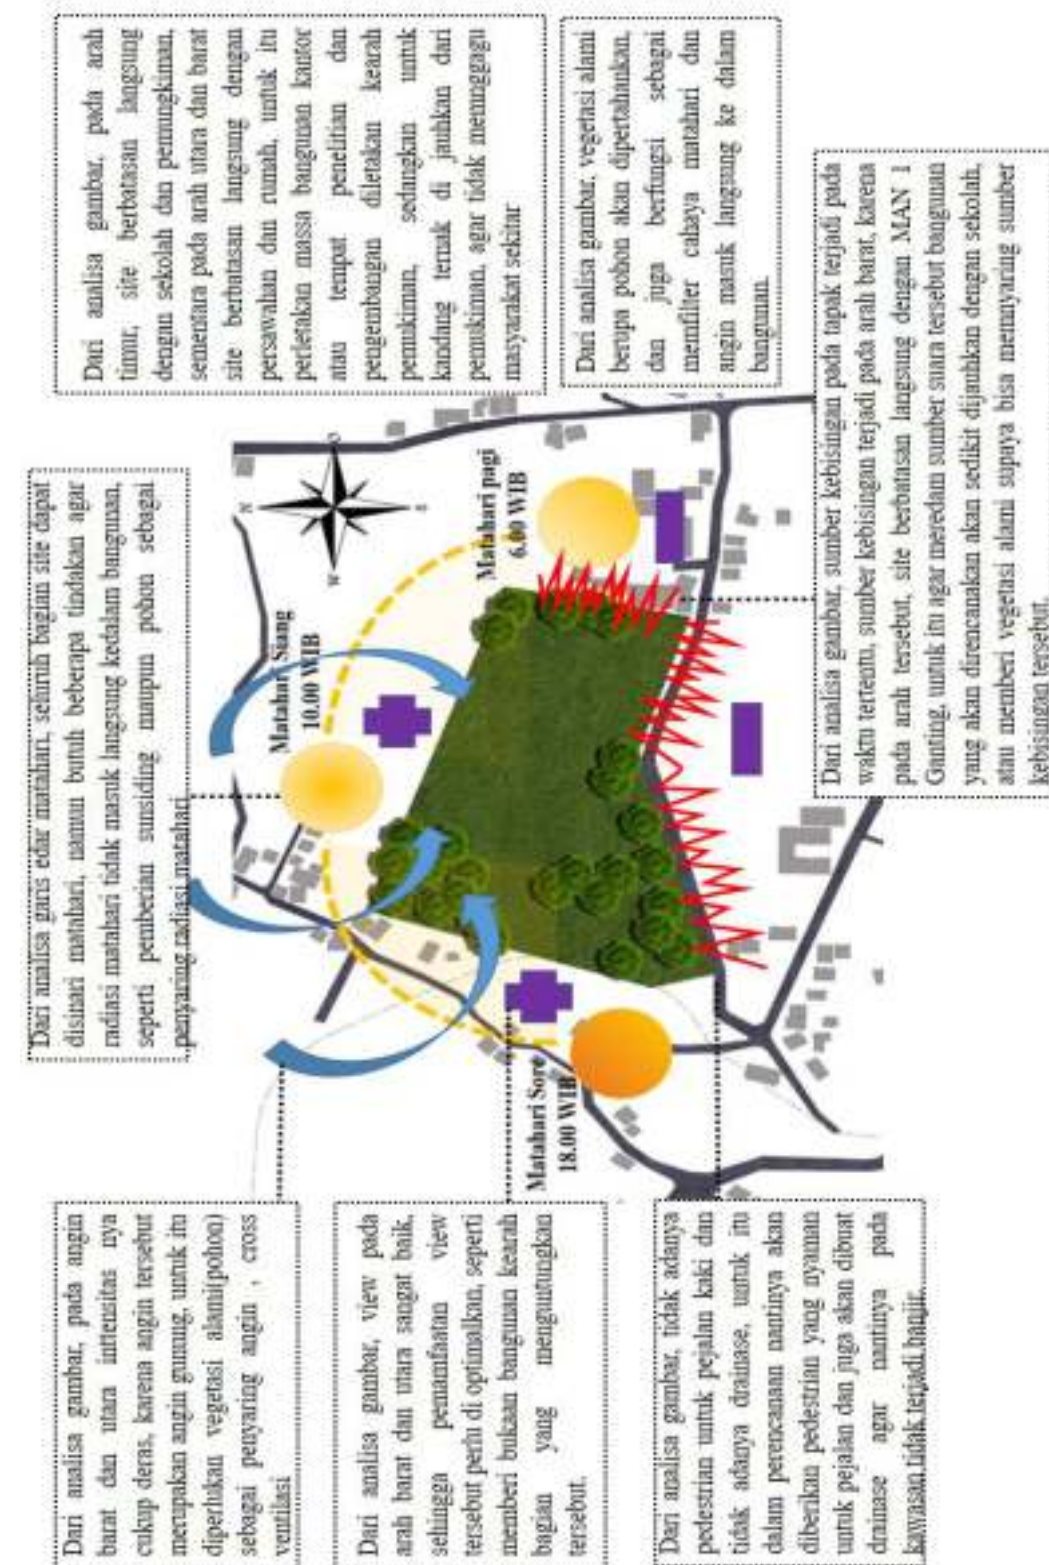 Dari analisa gambar, pada angin
barat dan utara intensitas nya
cukup deras, karena angin tersebut
merupakan angin gunung, untuk itu
diperlukan vegetasi alami(pohon)
sebagai penyaring angin , cross
ventilasi
Dari analisa gambar, view pada
arah barat dan utara sangat baik,
sehingga pemanfaatan view
tersebut perlu di optimalkan, seperti
memberi bukaan bangunan kearah
bagian yang menguntungkan
tersebut.
Dari analisa gambar, tidak adanya
pedestrian untuk pejalan kaki dan
tidak adanya drainase, untuk itu
dalam perencanaan nantinya akan
diberikan pedestrian yang nyaman
untuk pejalan dan juga akan dibuat
drainase agar nantinya pada
kawasan tidak terjadi banjir.
Dari analisa garis edar matahari, seluruh bagian site dapat
disinari matahari, namun butuh beberapa tindakan agar
radiasi matahari tidak masuk langsung kedalam bangunan,
seperti pemberian sunsiding maupun pohon sebagai
penyaring radiasi matahari.
Matahari Siang
10.00 WIB
Matahari Sore
18.00 WIB
Matahari pagi
6.00 WIB
N
W
O
S
Dari analisa gambar, pada arah
timur, site berbatasan langsung
dengan sekolah dan pemungkiman,
sementara pada arah utara dan barat
site berbatasan langsung dengan
persawahan dan rumah, untuk itu
perletakan massa bangunan kantor
atau tempat penelitian dan
pengembangan diletakan kearah
pemukiman, sedangkan untuk
kandang ternak di jauhkan dari
pemukiman, agar tidak menggagu
masyarakat sekitar
Dari analisa gambar, vegetasi alami
berupa pohon akan dipertahankan,
dan juga berfungsi sebagai
memfilter cahaya matahari dan
angin masuk langsung ke dalam
bangunan.
Dari analisa gambar, sumber kebisingan pada tapak terjadi pada
waktu tertentu, sumber kebisingan terjadi pada arah barat, karena
pada arah tersebut, site berbatasan langsung dengan MAN 1
Gunting, untuk itu agar meredam sumber suara tersebut bangunan
yang akan direncanakan akan sedikit dijauhkan dengan sekolah,
atau memberi vegetasi alami supaya bisa menyaring sumber
kebisingan tersebut.